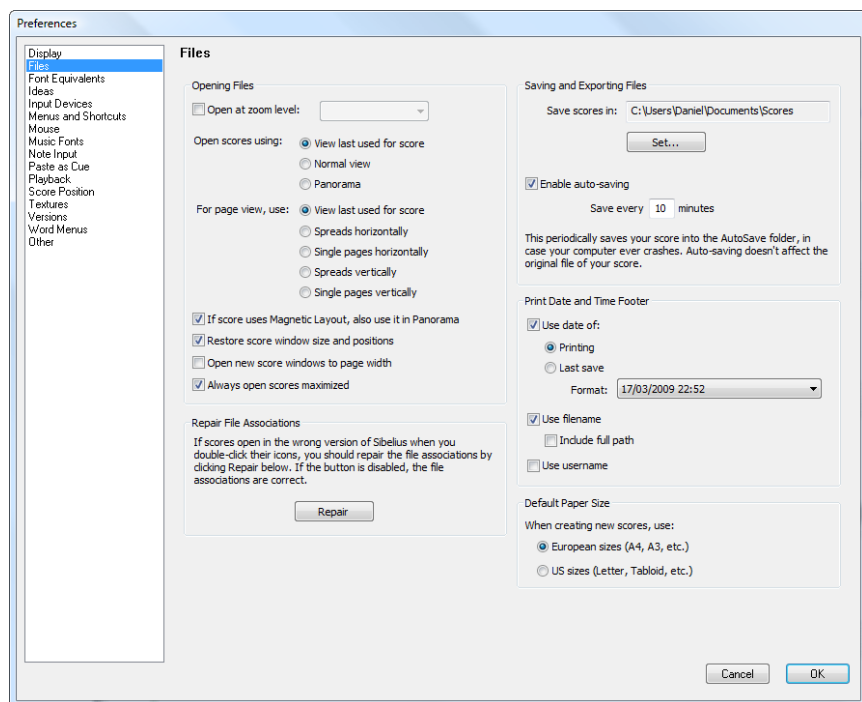 Preferences
Display
Files
Font Equivalents
Ideas
Input Devices
Menus and Shortcuts
Mouse
Music Fonts
Note Input
Paste as Cue
Playback
Score Position
Textures
Versions
Word Menus
Other
Files
Opening Files
Open at zoom level:
Open scores using:
View last used for score
Normal view
Panorama
For page view, use:
View last used for score
Spreads horizontally
Single pages horizontally
Spreads vertically
Single pages vertically
If score uses Magnetic Layout, also use it in Panorama
Restore score window size and positions
Open new score windows to page width
Always open scores maximized
Repair File Associations
If scores open in the wrong version of Sibelius when you
double-click their icons, you should repair the file associations by
clicking Repair below. If the button is disabled, the file
associations are correct.
Repair
Saving and Exporting Files
Save scores in: C:\Users\Daniel\Documents\Scores
Set...
Enable auto-saving
Save every 10 minutes
This periodically saves your score into the AutoSave folder, in
case your computer ever crashes. Auto-saving doesn't affect the
original file of your score.
Print Date and Time Footer
Use date of:
Printing
Last save
Format: 17/03/2009 22:52
Use filename
Include full path
Use username
Default Paper Size
When creating new scores, use:
European sizes (A4, A3, etc.)
US sizes (Letter, Tabloid, etc.)
Cancel
OK